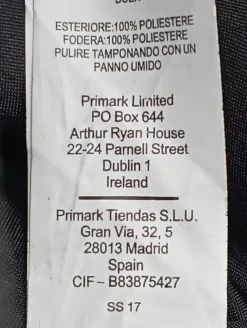 ESTERIORE:100% POLIESTERE
FODERA:100% POLIESTERE
PULIRE TAMPONANDO CON UN
PANNO UMIDO
Primark Limited
PO Box 644
Arthur Ryan House
22-24 Parnell Street
Dublin 1
Ireland
Primark Tiendas S.L.U.
Gran Via, 32, 5
28013 Madrid
Spain
CIF – B83875427
SS 17